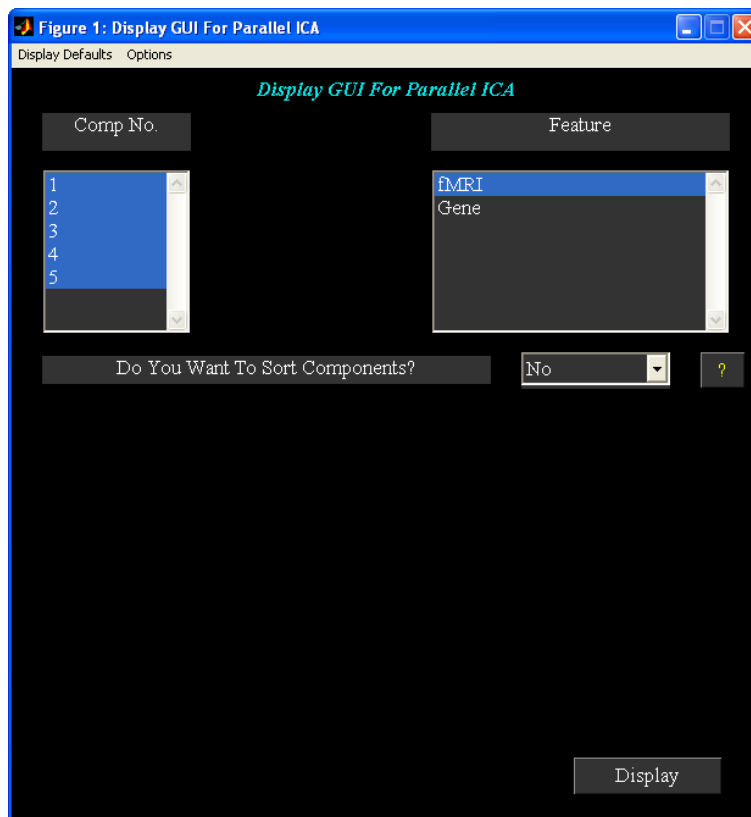 Figure 1: Display GUI For Parallel ICA
Display Defaults Options
Display GUI For Parallel ICA
Comp No.
Feature
1
2
3
4
5
fMRI
Gene
Do You Want To Sort Components?
No
?
Display